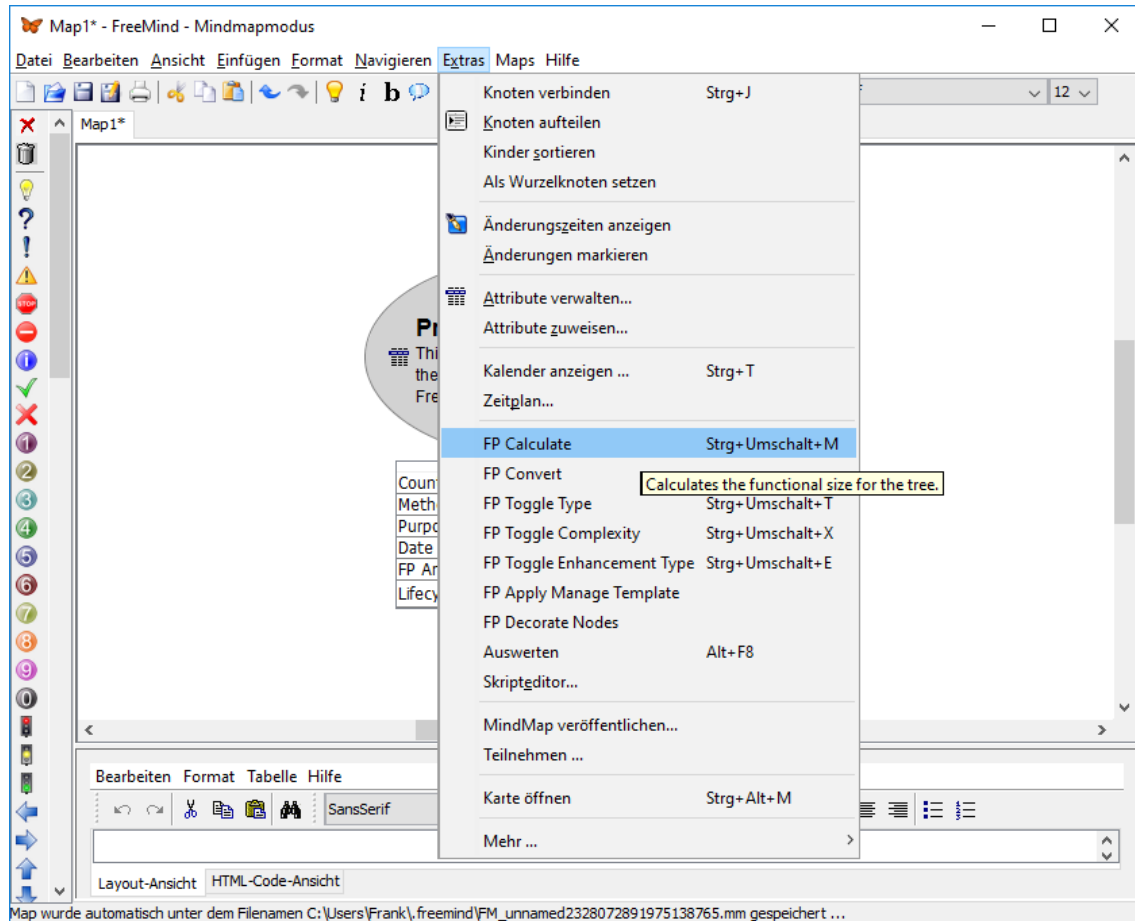 Map1* - FreeMind - Mindmapmodus
Datei Bearbeiten Ansicht Einfügen Format Navigieren Extras Maps Hilfe
i b 12
Map1*
Knoten verbinden Strg+J
Knoten aufteilen
Kinder sortieren
Als Wurzelknoten setzen
Änderungszeiten anzeigen
Änderungen markieren
Attribute verwalten...
Attribute zuweisen...
Kalender anzeigen ... Strg+T
Zeitplan...
FP Calculate Strg+Umschalt+M
FP Convert
Calculates the functional size for the tree.
FP Toggle Type Strg+Umschalt+T
FP Toggle Complexity Strg+Umschalt+X
FP Toggle Enhancement Type Strg+Umschalt+E
FP Apply Manage Template
FP Decorate Nodes
Auswerten Alt+F8
Skripteditor...
MindMap veröffentlichen...
Teilnehmen ...
Karte öffnen Strg+Alt+M
Mehr ...
STOP
Pr
Thi
the
Fre
Coun
Meth
Purpo
Date
FP Ar
Lifecy
Bearbeiten Format Tabelle Hilfe
SansSerif
Layout-Ansicht HTML-Code-Ansicht
Map wurde automatisch unter dem Filenamen C:\Users\Frank\.freemind\FM_unnamed2328072891975138765.mm gespeichert ...